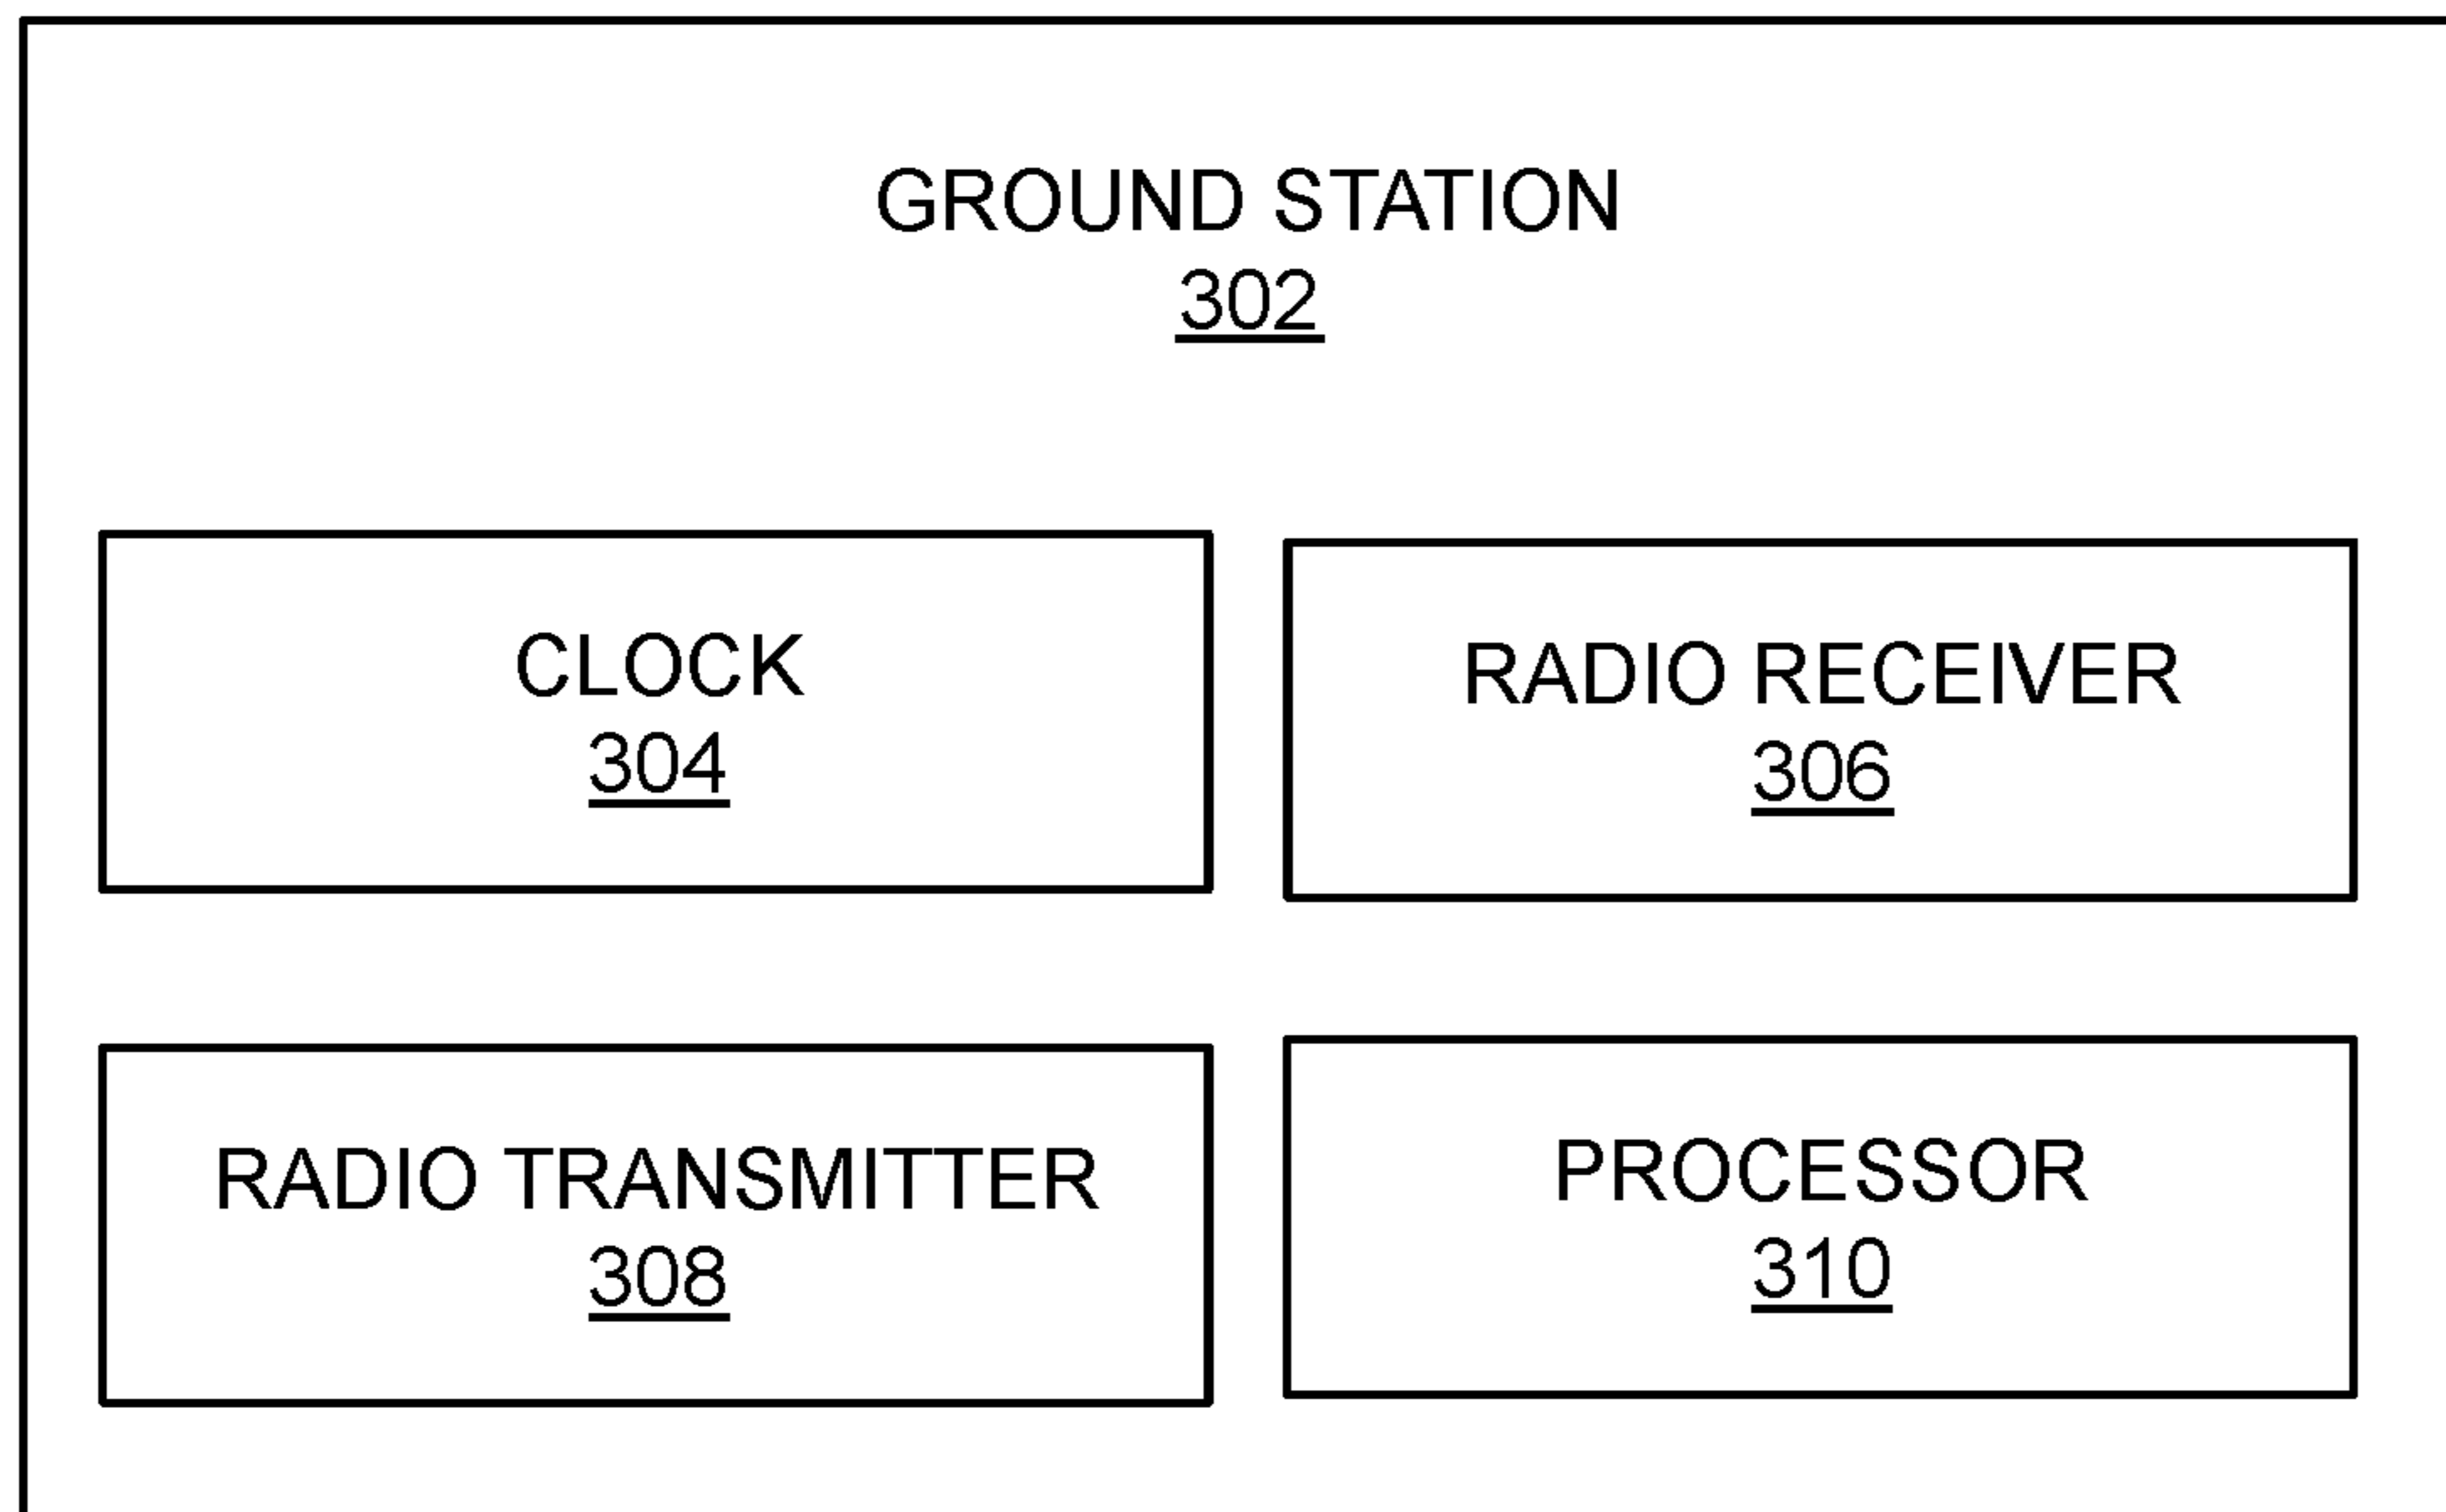 GROUND STATION
302
CLOCK
304
RADIO RECEIVER
306
RADIO TRANSMITTER
308
PROCESSOR
310